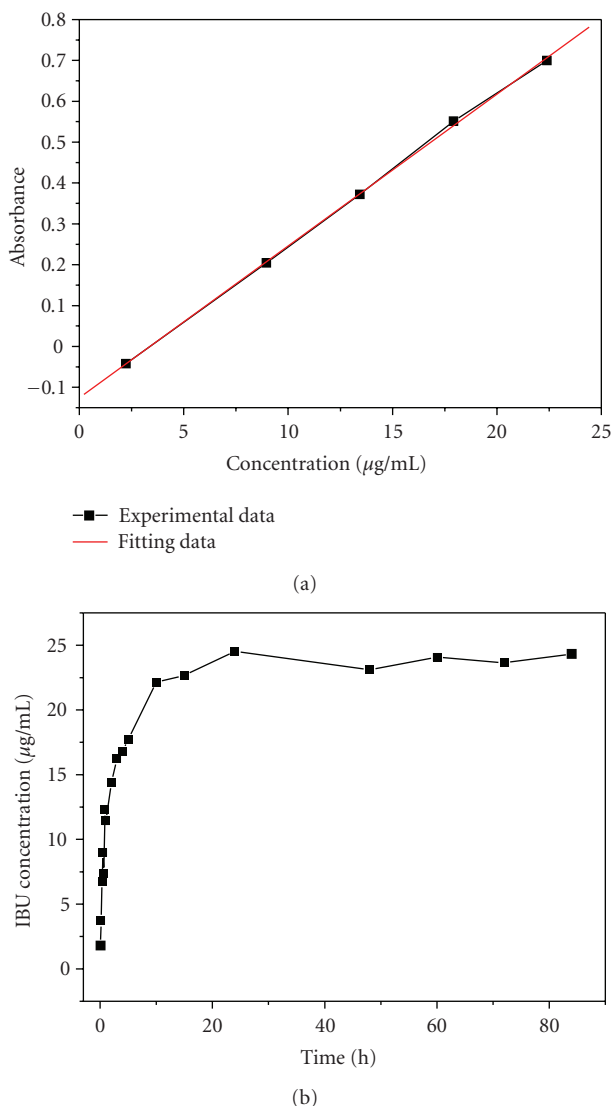 0.8
0.7
0.6
0.5
0.4
0.3
0.2
0.1
0
−0.1
Absorbance
0 5 10 15 20 25
Concentration (µg/mL)
Experimental data
Fitting data
(a)
25
20
15
10
5
0
IBU concentration (µg/mL)
0 20 40 60 80
Time (h)
(b)